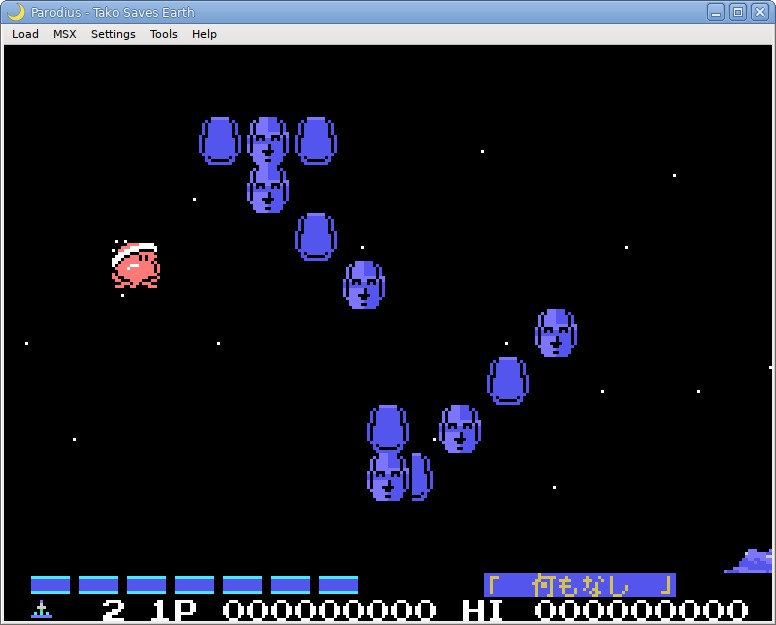 Parodius - Tako Saves Earth
Load MSX Settings Tools Help
「 何もなし 」
2 1P 000000000 HI 000000000